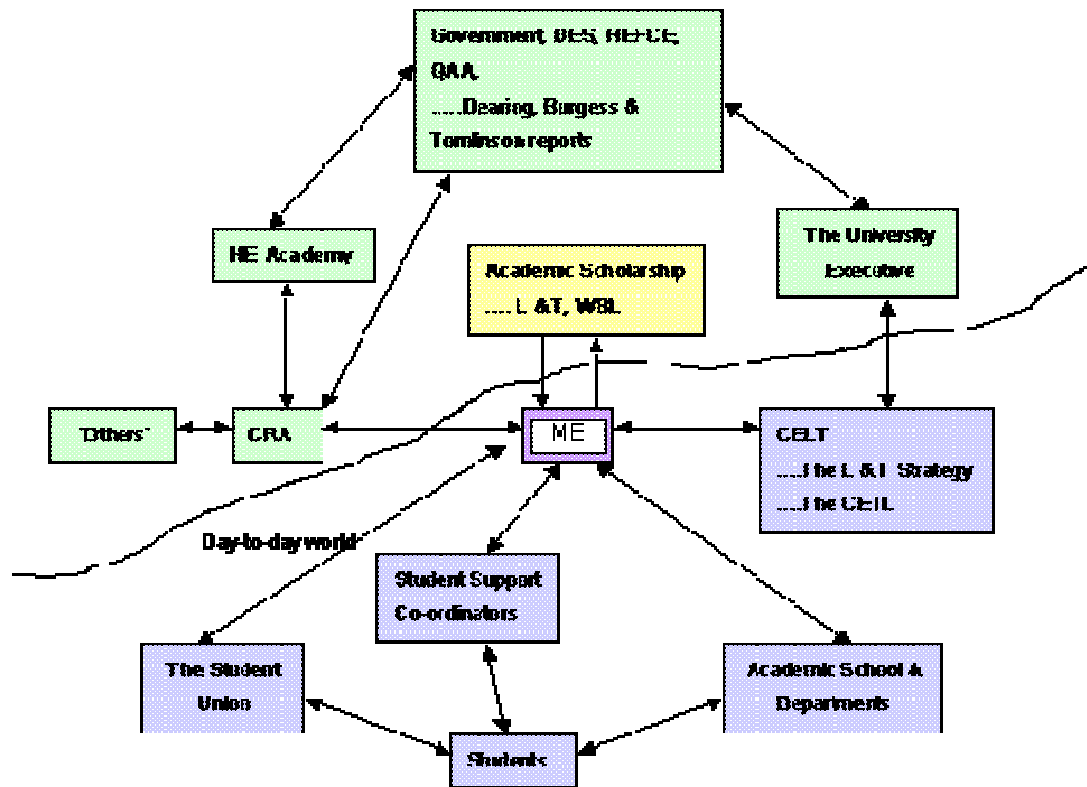 Government, DES, HEFCE,
QAA,
.....Dearing, Burgess &
Tomlinson reports
HE Academy
The University
Executive
Academic Scholarship
.....L &T, WBL
'Others'
CRA
ME
CELT
.....The L &T Strategy
.....The CETL
Day-to-day world
Student Support
Co-ordinators
The Student
Union
Academic School &
Departments
Students